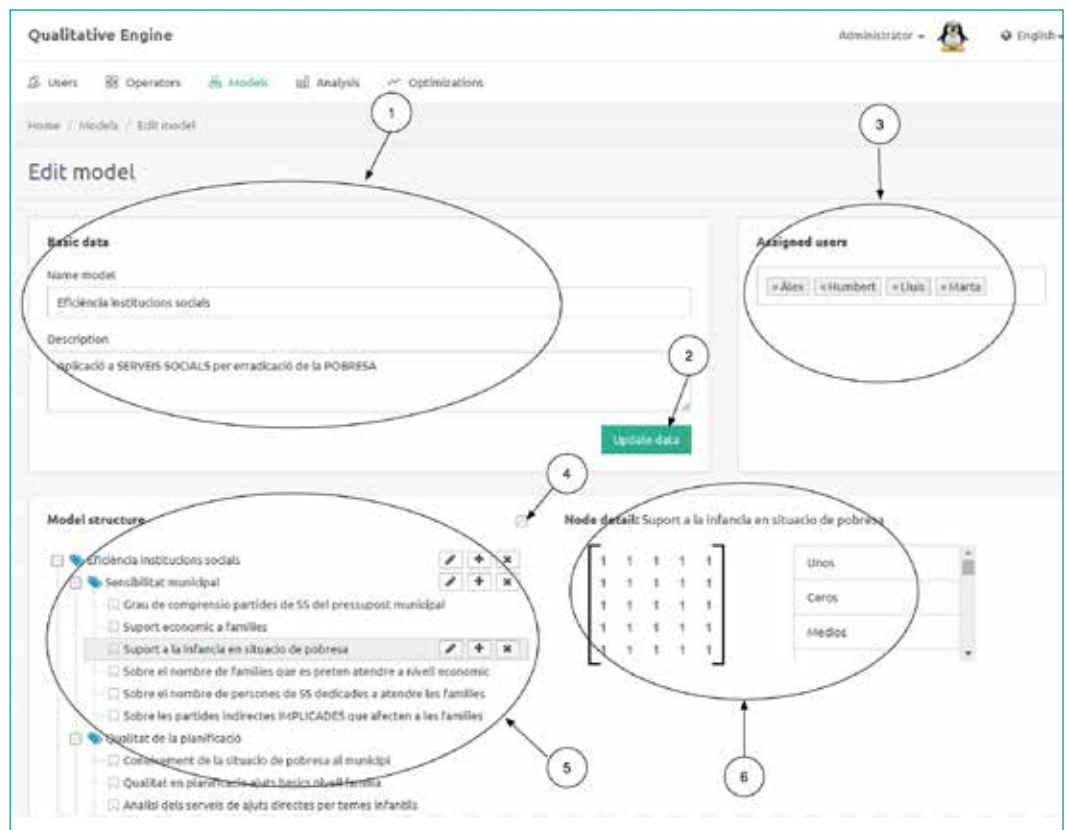 Qualitative Engine
Administrator
English
Users Operators Models Analysis Optimizations
1
3
Home / Models / Edit model
Edit model
Basic data
Assigned users
Name model
Eficiència institucions socials
× Àlex × Humbert × Lluís × Marta
Description
2
Aplicació a SERVEIS SOCIALS per erradicació de la POBRESA
Update data
4
Model structure
Node detail: Suport a la infancia en situacio de pobresa
Eficiència institucions socials
Sensibilitat municipal
Grau de comprensio partides de SS del pressupost municipal
Suport economic a families
Suport a la infancia en situacio de pobresa
Sobre el nombre de families que es preten atendre a nivell economic
Sobre el nombre de persones de SS dedicades a atendre les families
Sobre les partides indirectes IMPLICADES que afecten a les families
Qualitat de la planificació
Coneixement de la situacio de pobresa al municipi
Qualitat en planificacio ajuts basics nivell familia
Analisi dels serveis de ajuts directes per temes infantils
1 1 1 1 1
1 1 1 1 1
1 1 1 1 1
1 1 1 1 1
1 1 1 1 1
Unos
Ceros
Medios
5
6